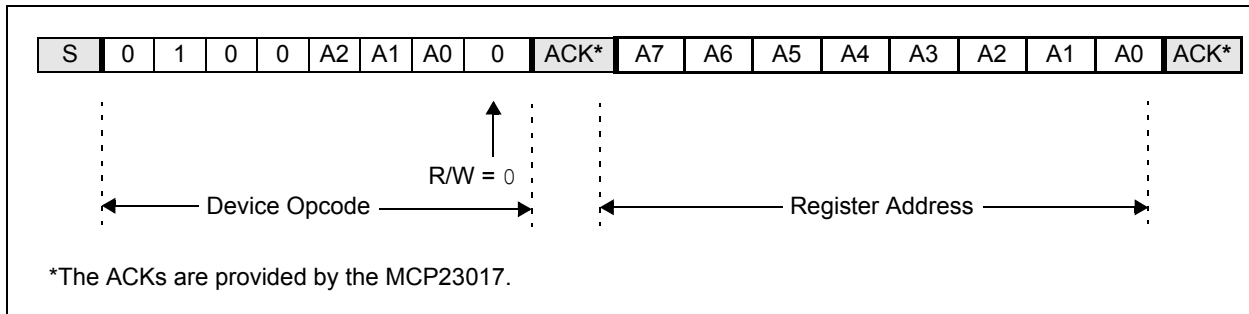 S 0 1 0 0 A2 A1 A0 0 ACK* A7 A6 A5 A4 A3 A2 A1 A0 ACK*
R/W = 0
Device Opcode
Register Address
*The ACKs are provided by the MCP23017.